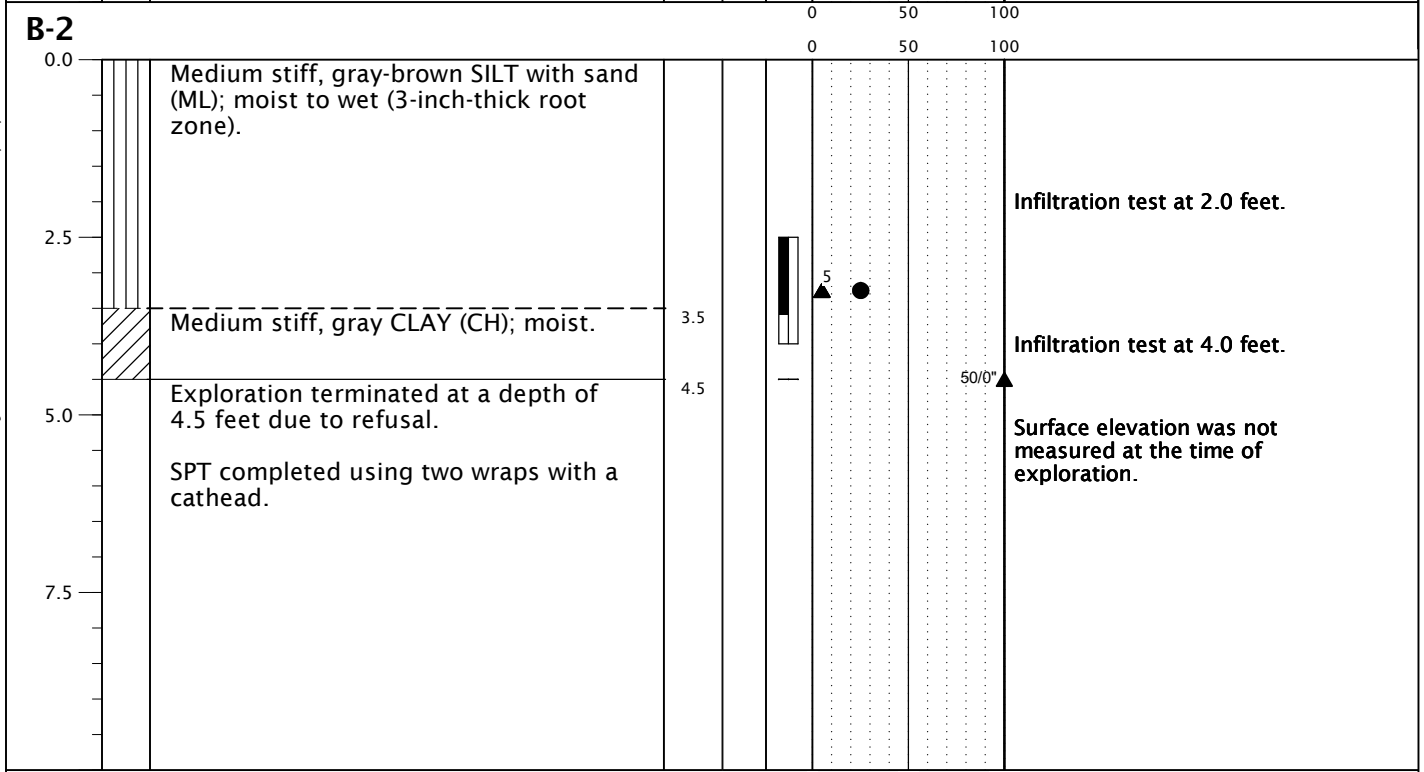 0 50 100
B-2
0 50 100
0.0
Medium stiff, gray-brown SILT with sand
(ML); moist to wet (3-inch-thick root
zone).
Infiltration test at 2.0 feet.
2.5
5
3.5
Medium stiff, gray CLAY (CH); moist.
Infiltration test at 4.0 feet.
50/0"
4.5
Exploration terminated at a depth of
4.5 feet due to refusal.
5.0
Surface elevation was not
measured at the time of
exploration.
SPT completed using two wraps with a
cathead.
7.5